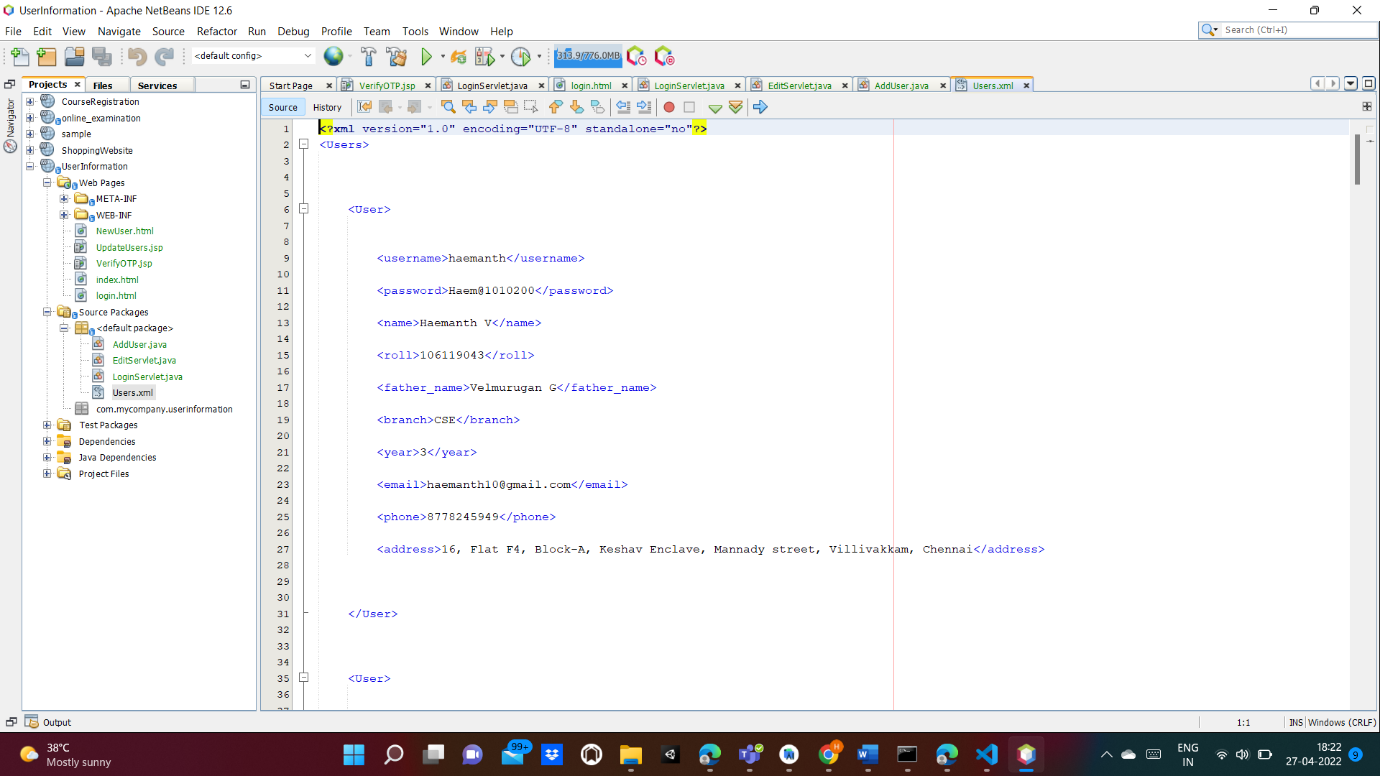 UserInformation - Apache NetBeans IDE 12.6
File Edit View Navigate Source Refactor Run Debug Profile Team Tools Window Help
Search (Ctrl+I)
<default config>
311.9/776.0MB
Projects Files Services
Navigator
CourseRegistration
online_examination
sample
ShoppingWebsite
UserInformation
Web Pages
META-INF
WEB-INF
NewUser.html
UpdateUsers.jsp
VerifyOTP.jsp
index.html
login.html
Source Packages
<default package>
AddUser.java
EditServlet.java
LoginServlet.java
Users.xml
com.mycompany.userinformation
Test Packages
Dependencies
Java Dependencies
Project Files
Start Page VerifyOTP.jsp LoginServlet.java login.html LoginServlet.java EditServlet.java AddUser.java Users.xml
Source History
1 <?xml version="1.0" encoding="UTF-8" standalone="no"?>
2 <Users>
3
4
5
6 <User>
7
8
9 <username>haemanth</username>
10
11 <password>Haem@1010200</password>
12
13 <name>Haemanth V</name>
14
15 <roll>106119043</roll>
16
17 <father_name>Velmurugan G</father_name>
18
19 <branch>CSE</branch>
20
21 <year>3</year>
22
23 <email>haemanth10@gmail.com</email>
24
25 <phone>8778245949</phone>
26
27 <address>16, Flat F4, Block-A, Keshav Enclave, Mannady street, Villivakkam, Chennai</address>
28
29
30
31 </User>
32
33
34
35 <User>
36
Output
1:1 INS Windows (CRLF)
38°C
Mostly sunny
99+
ENG
IN
18:22
27-04-2022
9